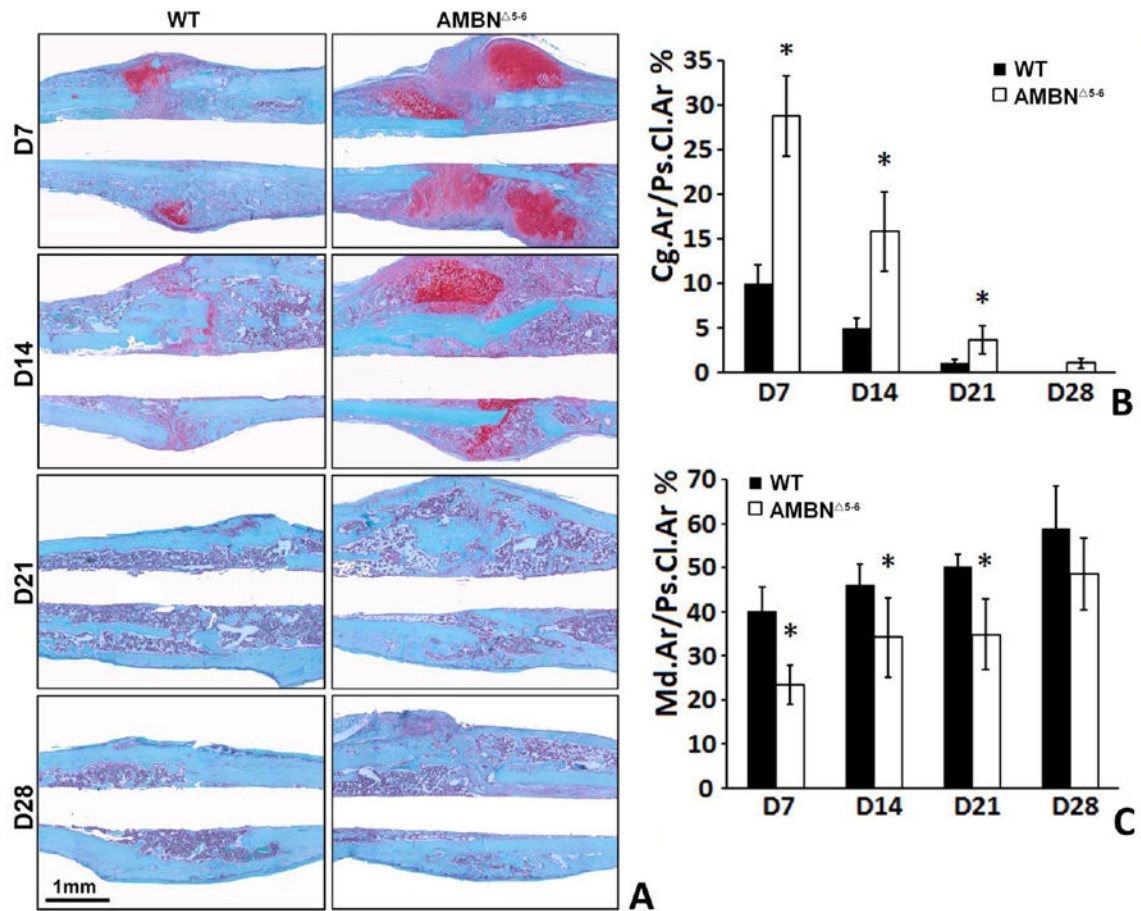 WT
AMBN△5-6
D7
D14
D21
D28
1mm
A
Cg.Ar/Ps.Cl.Ar %
35
30
25
20
15
10
5
0
*
*
*
WT
AMBN△5-6
D7 D14 D21 D28
B
Md.Ar/Ps.Cl.Ar %
70
60
50
40
30
20
10
0
WT
AMBN△5-6
*
*
*
D7 D14 D21 D28
C